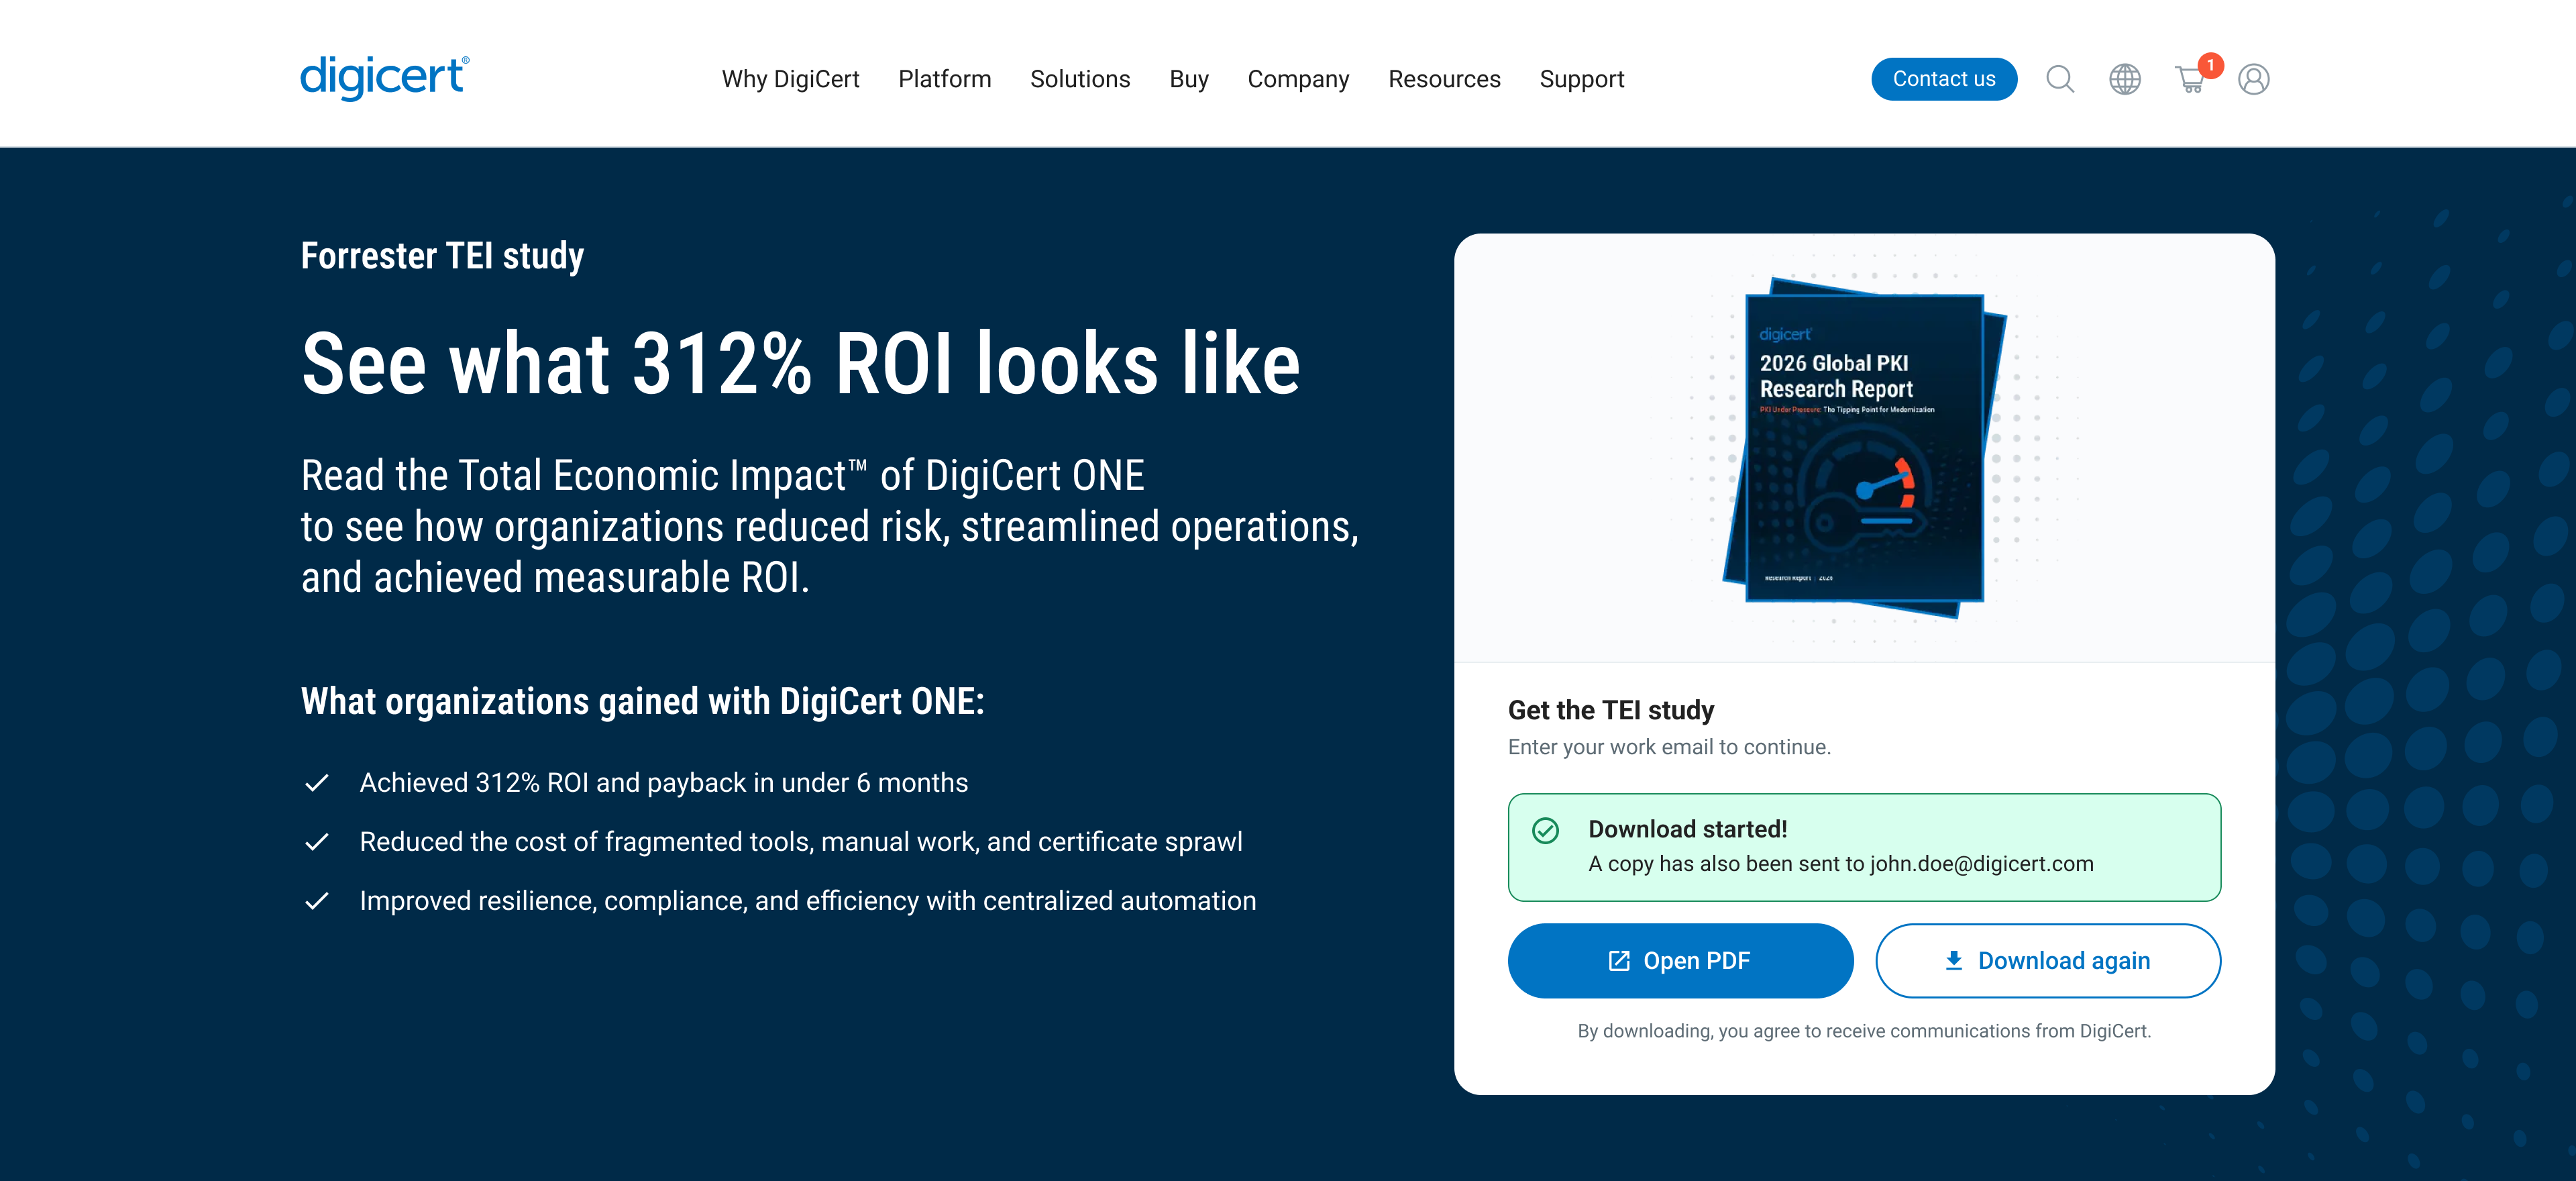 digicert®
Why DigiCert
Platform
Solutions
Buy
Company
Resources
Support
Contact us
1
Forrester TEI study
See what 312% ROI looks like
Read the Total Economic Impact™ of DigiCert ONE
to see how organizations reduced risk, streamlined operations,
and achieved measurable ROI.
What organizations gained with DigiCert ONE:
Achieved 312% ROI and payback in under 6 months
Reduced the cost of fragmented tools, manual work, and certificate sprawl
Improved resilience, compliance, and efficiency with centralized automation
digicert®
2026 Global PKI
Research Report
PKI Under Pressure: The Tipping Point for Modernization
Research Report | 2026
Get the TEI study
Enter your work email to continue.
Download started!
A copy has also been sent to john.doe@digicert.com
Open PDF
Download again
By downloading, you agree to receive communications from DigiCert.